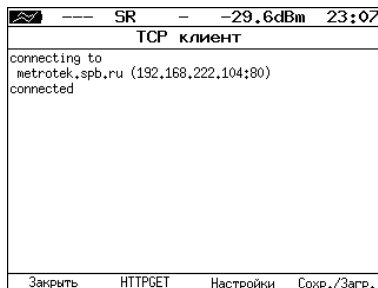 --- SR - -29.6dBm 23:07
TCP клиент
connecting to
metrotek.spb.ru (192.168.222.104:80)
connected
Закрыть HTTPGET Настройки Сохр./Загр.